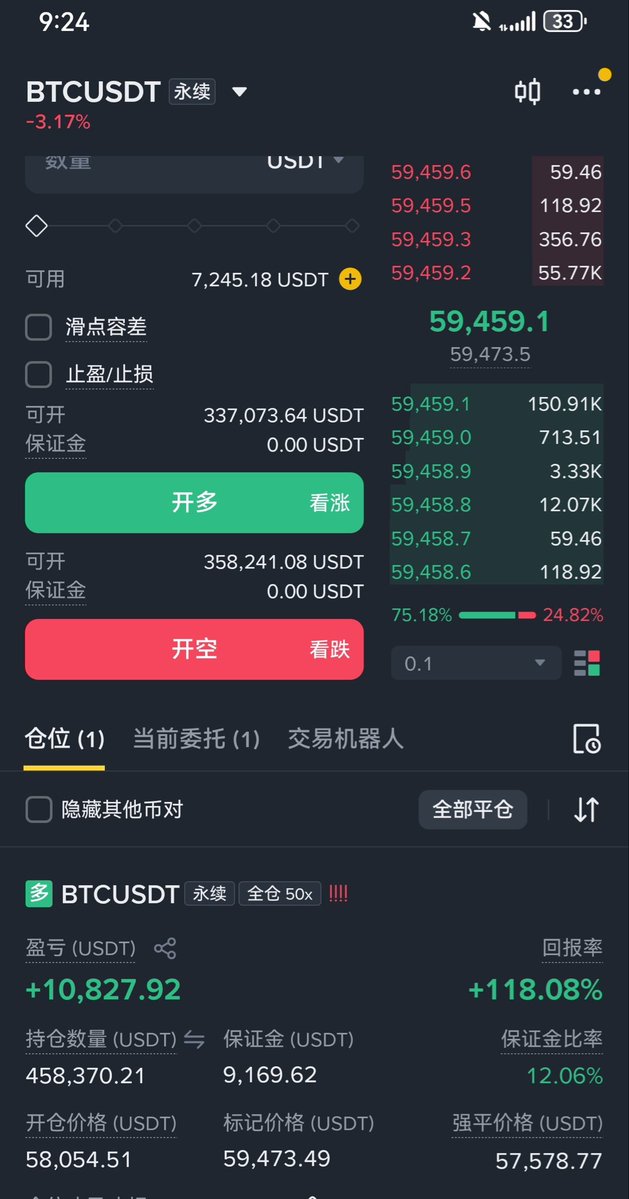 9:24
33
BTCUSDT 永续
-3.17%
数量 USDT
可用 7,245.18 USDT
滑点容差
止盈/止损
可开 337,073.64 USDT
保证金 0.00 USDT
开多 看涨
可开 358,241.08 USDT
保证金 0.00 USDT
开空 看跌
59,459.6 59.46
59,459.5 118.92
59,459.3 356.76
59,459.2 55.77K
59,459.1
59,473.5
59,459.1 150.91K
59,459.0 713.51
59,458.9 3.33K
59,458.8 12.07K
59,458.7 59.46
59,458.6 118.92
75.18% 24.82%
0.1
仓位 (1) 当前委托 (1) 交易机器人
隐藏其他币对 全部平仓
多 BTCUSDT 永续 全仓 50x !!!!
盈亏 (USDT) 回报率
+10,827.92 +118.08%
持仓数量 (USDT) 保证金 (USDT) 保证金比率
458,370.21 9,169.62 12.06%
开仓价格 (USDT) 标记价格 (USDT) 强平价格 (USDT)
58,054.51 59,473.49 57,578.77